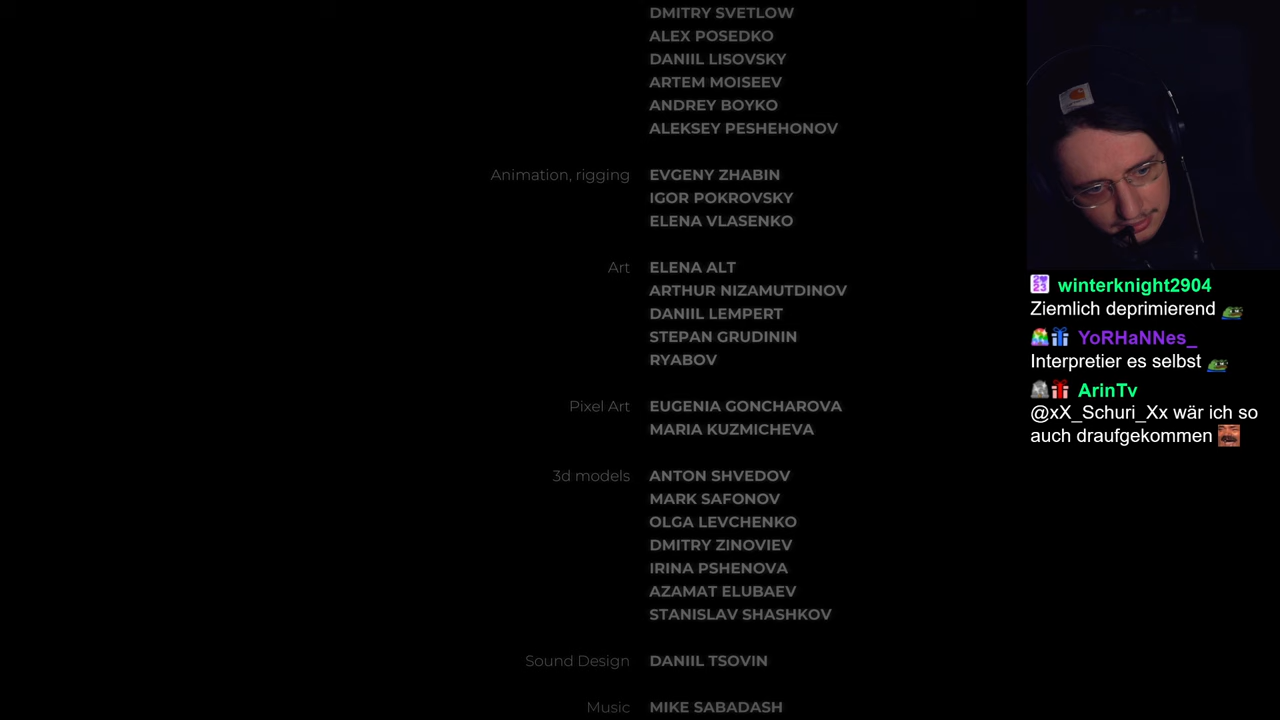 DMITRY SVETLOW
ALEX POSEDKO
DANIIL LISOVSKY
ARTEM MOISEEV
ANDREY BOYKO
ALEKSEY PESHEHONOV
Animation, rigging EVGENY ZHABIN
IGOR POKROVSKY
ELENA VLASENKO
Art ELENA ALT
ARTHUR NIZAMUTDINOV
DANIIL LEMPERT
STEPAN GRUDININ
RYABOV
Pixel Art EUGENIA GONCHAROVA
MARIA KUZMICHEVA
3d models ANTON SHVEDOV
MARK SAFONOV
OLGA LEVCHENKO
DMITRY ZINOVIEV
IRINA PSHENOVA
AZAMAT ELUBAEV
STANISLAV SHASHKOV
Sound Design DANIIL TSOVIN
Music MIKE SABADASH
winterknight2904
Ziemlich deprimierend
YoRHaNNes_
Interpretier es selbst
ArinTv
@xX_Schuri_Xx wär ich so
auch draufgekommen